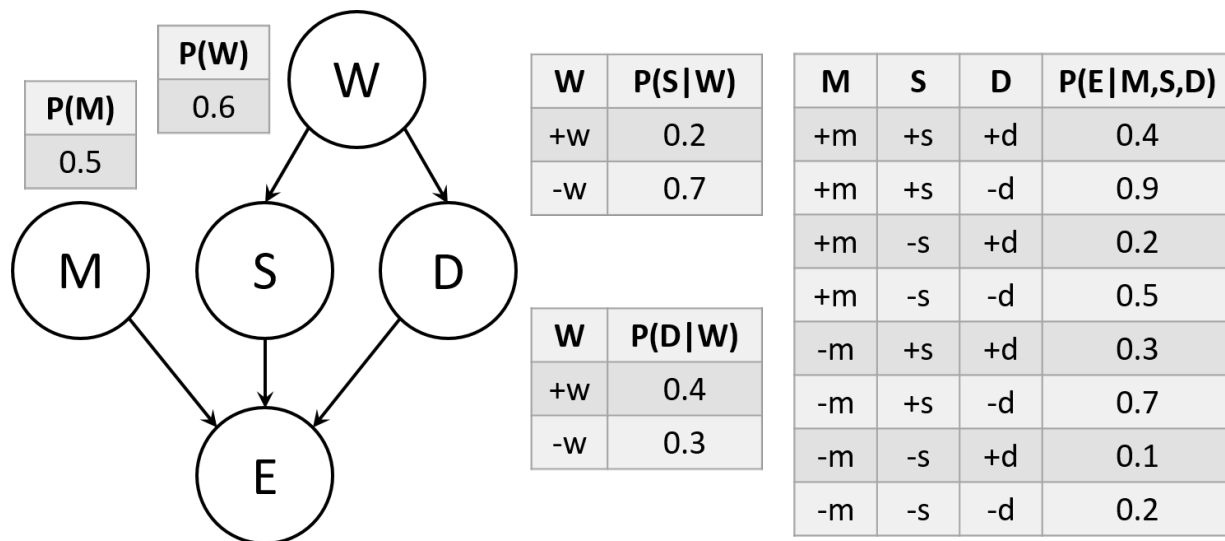 P(W)
0.6
P(M)
0.5
W
M
S
D
E
W P(S|W)
+w 0.2
-w 0.7
W P(D|W)
+w 0.4
-w 0.3
M S D P(E|M,S,D)
+m +s +d 0.4
+m +s -d 0.9
+m -s +d 0.2
+m -s -d 0.5
-m +s +d 0.3
-m +s -d 0.7
-m -s +d 0.1
-m -s -d 0.2